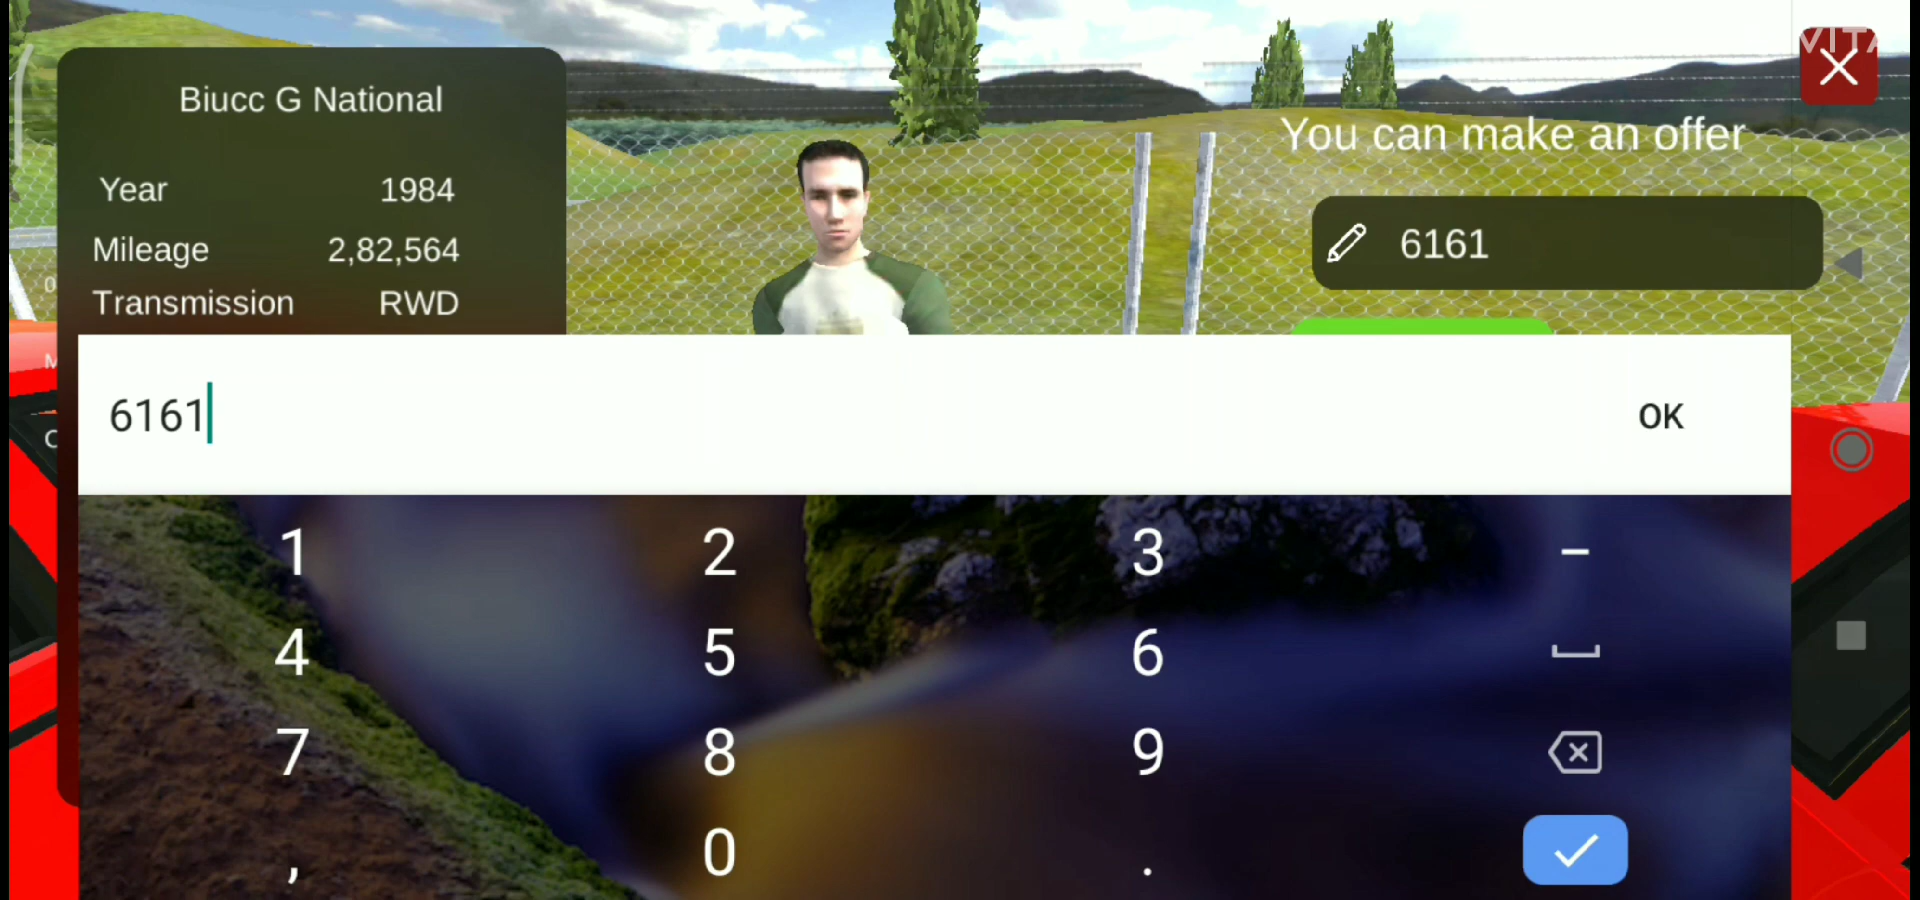 VITA
Biucc G National
You can make an offer
Year 1984
6161
Mileage 2,82,564
Transmission RWD
6161
OK
1 2 3 -
4 5 6
7 8 9
, 0 .